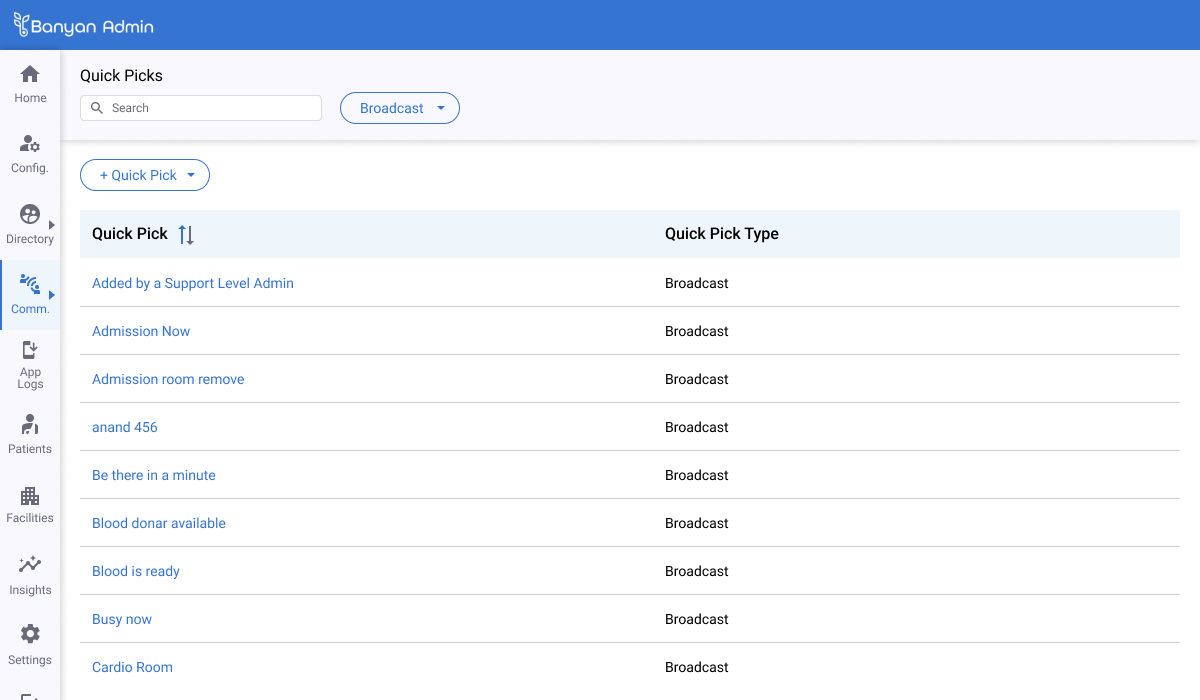 Banyan Admin
Home
Config.
Directory
Comm.
App
Logs
Patients
Facilities
Insights
Settings
Quick Picks
Search
Broadcast
+ Quick Pick
Quick Pick Quick Pick Type
Added by a Support Level Admin Broadcast
Admission Now Broadcast
Admission room remove Broadcast
anand 456 Broadcast
Be there in a minute Broadcast
Blood donar available Broadcast
Blood is ready Broadcast
Busy now Broadcast
Cardio Room Broadcast